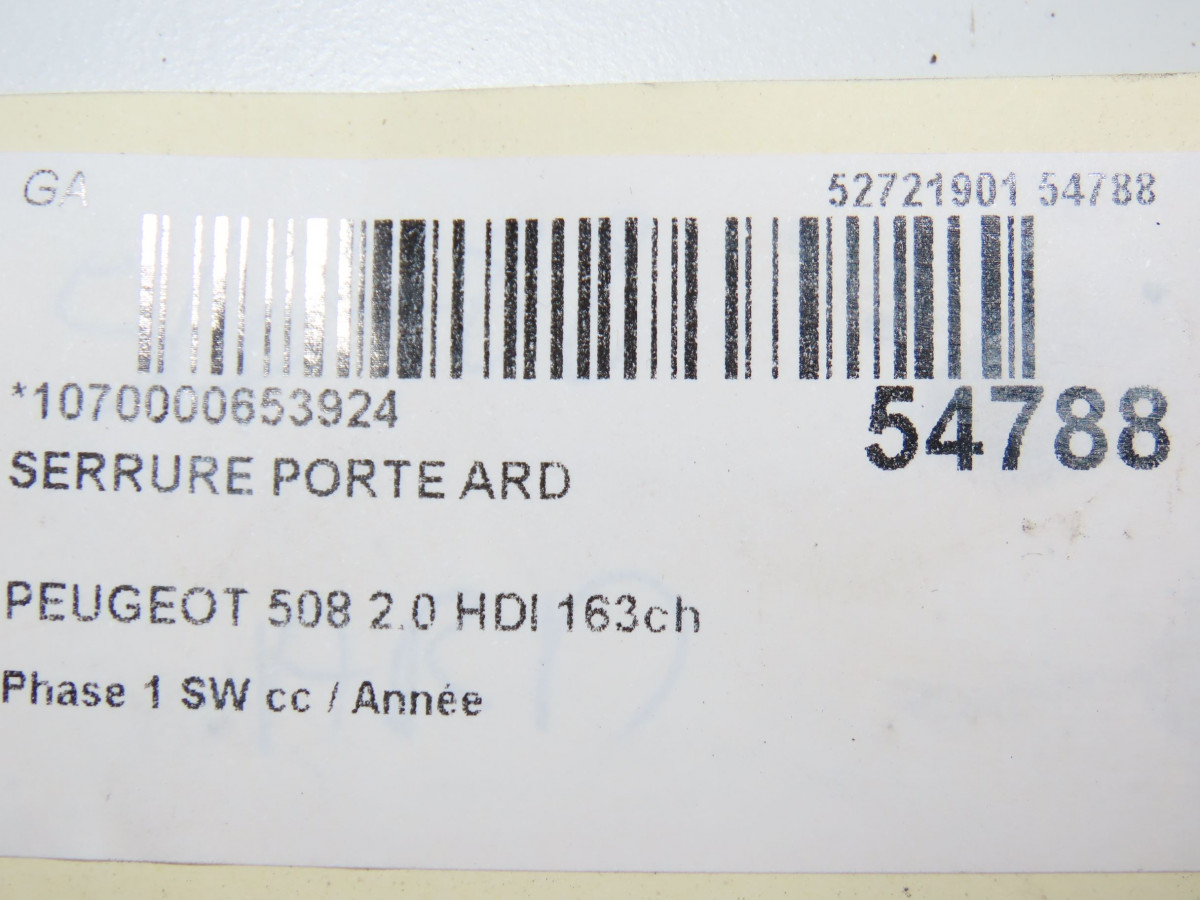 GA 52721901 54788
*1070000653924
54788
SERRURE PORTE ARD
PEUGEOT 508 2.0 HDI 163ch
Phase 1 SW cc / Année